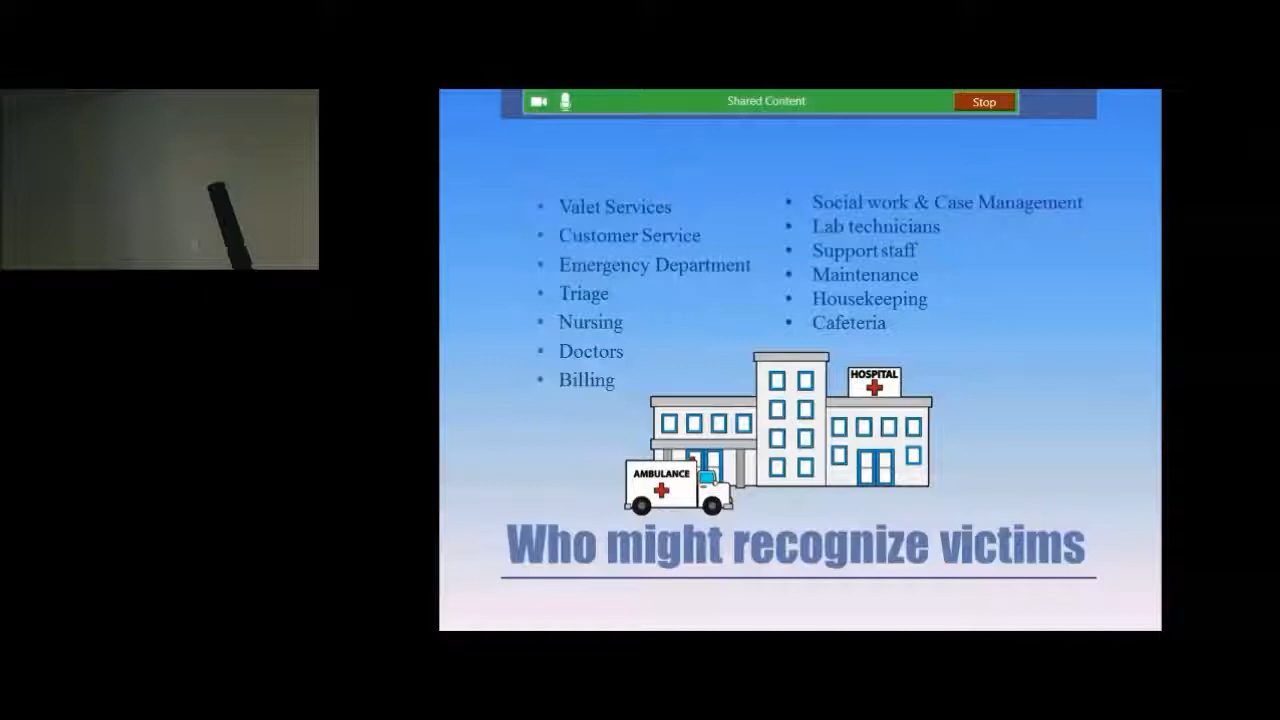 Shared Content
Stop
Valet Services
Customer Service
Emergency Department
Triage
Nursing
Doctors
Billing
Social work & Case Management
Lab technicians
Support staff
Maintenance
Housekeeping
Cafeteria
HOSPITAL
AMBULANCE
Who might recognize victims